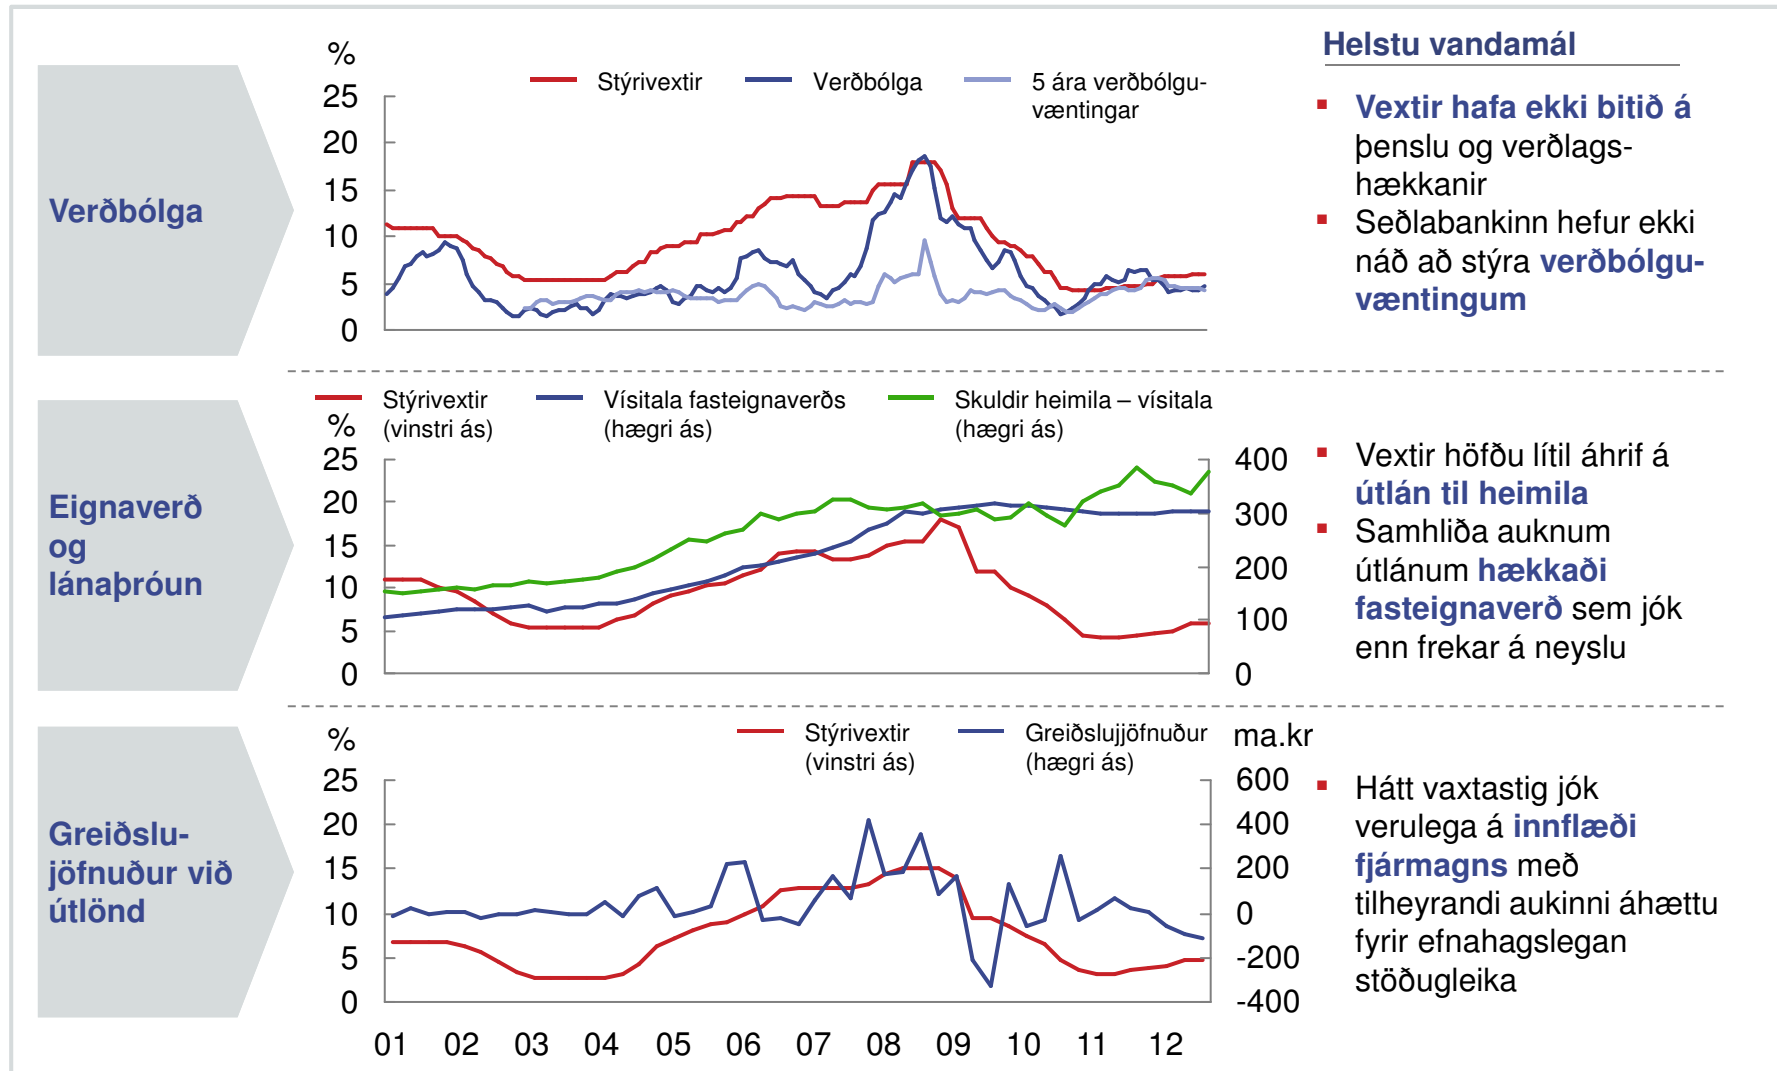 %
Stýrivextir
Verðbólga
5 ára verðbólgu-
væntingar
25
20
15
10
5
0
Verðbólga
Helstu vandamál
Vextir hafa ekki bitið á
þenslu og verðlags-
hækkanir
Seðlabankinn hefur ekki
náð að stýra verðbólgu-
væntingum
Stýrivextir
(vinstri ás)
Vísitala fasteignaverðs
(hægri ás)
Skuldir heimila – vísitala
(hægri ás)
%
25
20
15
10
5
0
400
300
200
100
0
Eignaverð
og
lánaþróun
Vextir höfðu lítil áhrif á
útlán til heimila
Samhliða auknum
útlánum hækkaði
fasteignaverð sem jók
enn frekar á neyslu
%
Stýrivextir
(vinstri ás)
Greiðslujjöfnuður
(hægri ás)
ma.kr
25
20
15
10
5
0
600
400
200
0
-200
-400
Greiðslu-
jöfnuður við
útlönd
Hátt vaxtastig jók
verulega á innflæði
fjármagns með
tilheyrandi aukinni áhættu
fyrir efnahagslegan
stöðugleika
01 02 03 04 05 06 07 08 09 10 11 12